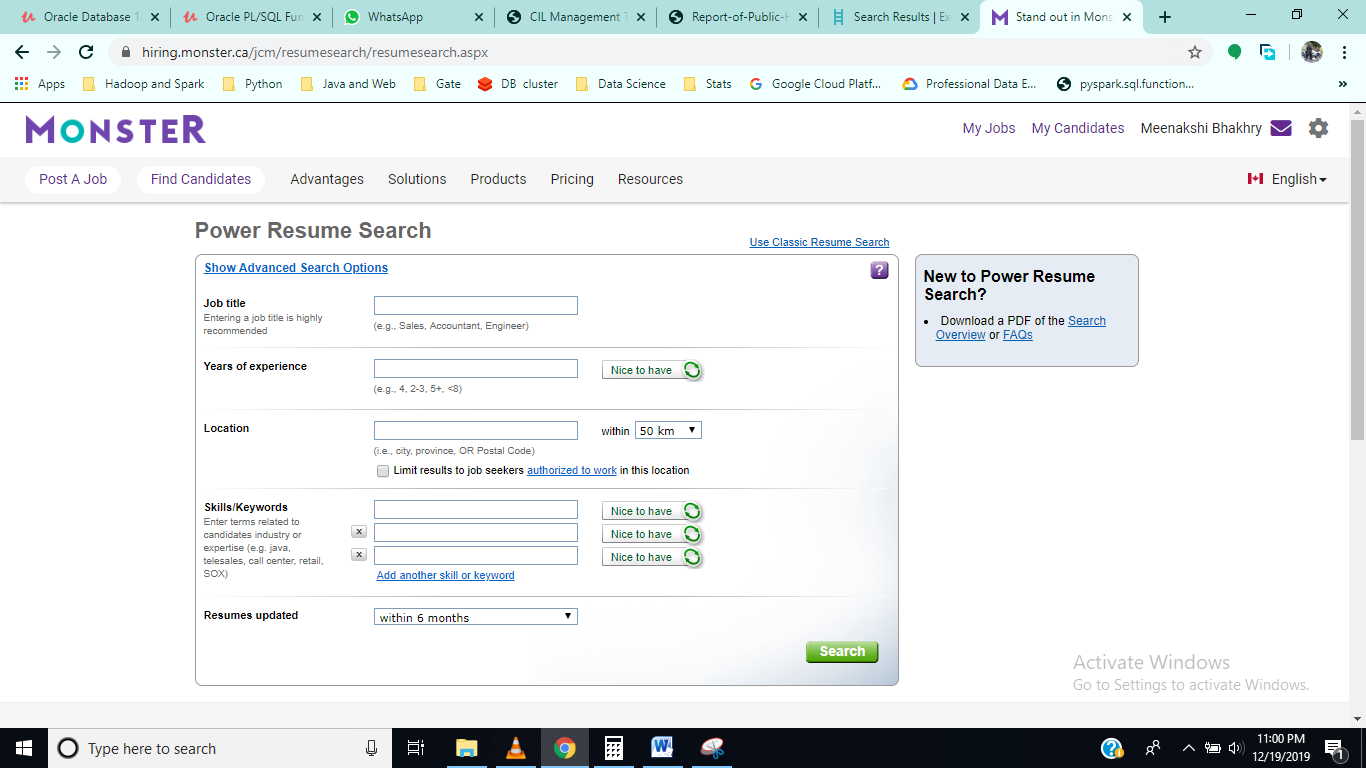 Oracle Database 1
Oracle PL/SQL Fun
WhatsApp
CIL Management T
Report-of-Public-H
Search Results | Ex
Stand out in Mons
hiring.monster.ca/jcm/resumesearch/resumesearch.aspx
Apps Hadoop and Spark Python Java and Web Gate DB cluster Data Science Stats Google Cloud Platf... Professional Data E... pyspark.sql.function... »
MONSTER
My Jobs My Candidates Meenakshi Bhakhry
Post A Job Find Candidates Advantages Solutions Products Pricing Resources English
Power Resume Search
Use Classic Resume Search
Show Advanced Search Options
?
Job title
Entering a job title is highly
recommended
(e.g., Sales, Accountant, Engineer)
Years of experience
Nice to have
(e.g., 4, 2-3, 5+, <8)
Location
within 50 km
(i.e., city, province, OR Postal Code)
Limit results to job seekers authorized to work in this location
Skills/Keywords
Enter terms related to
candidates industry or
expertise (e.g. java,
telesales, call center, retail,
SOX)
Nice to have
x Nice to have
x Nice to have
Add another skill or keyword
Resumes updated
within 6 months
Search
New to Power Resume
Search?
• Download a PDF of the Search
Overview or FAQs
Activate Windows
Go to Settings to activate Windows.
Type here to search
11:00 PM
12/19/2019
1